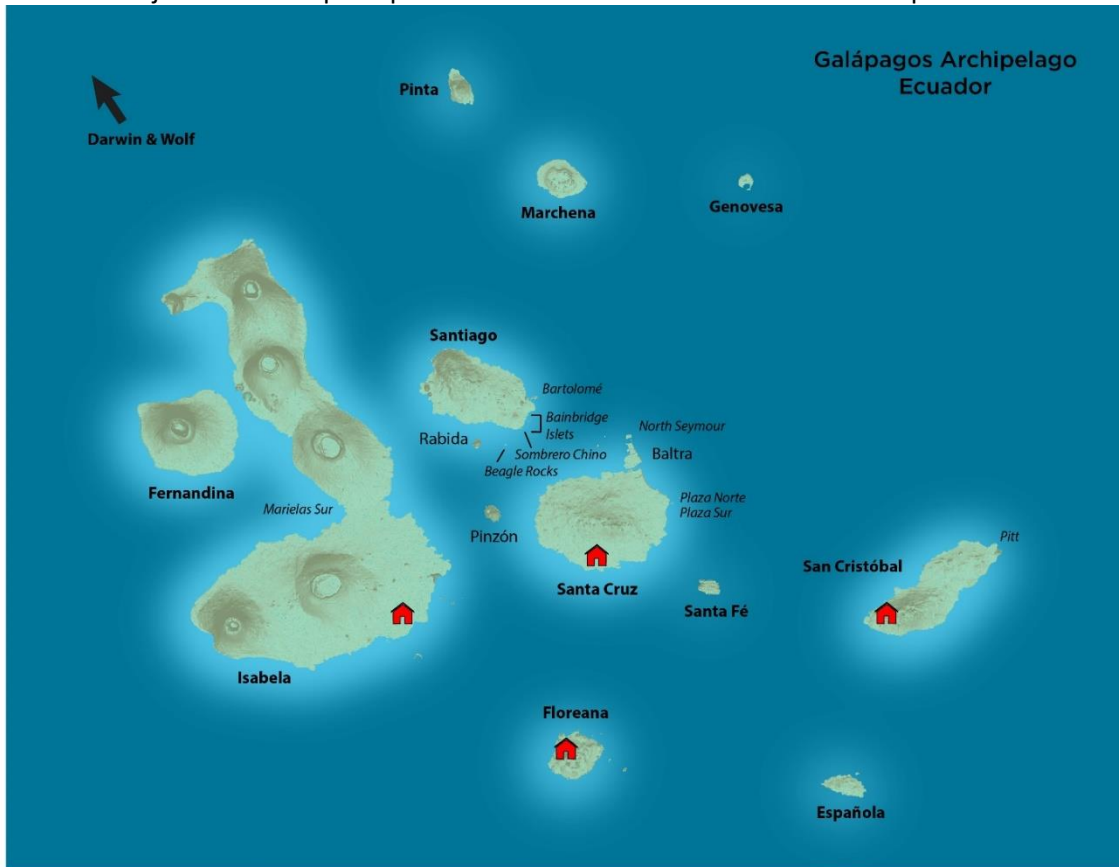 Galápagos Archipelago
Ecuador
Pinta
Darwin & Wolf
Marchena
Genovesa
Santiago
Bartolomé
Bainbridge
Islets
North Seymour
Rabida
Sombrero Chino
Baltra
Beagle Rocks
Fernandina
Marielas Sur
Plaza Norte
Plaza Sur
Pinzón
Pitt
San Cristóbal
Santa Cruz
Santa Fé
Isabela
Floreana
Española